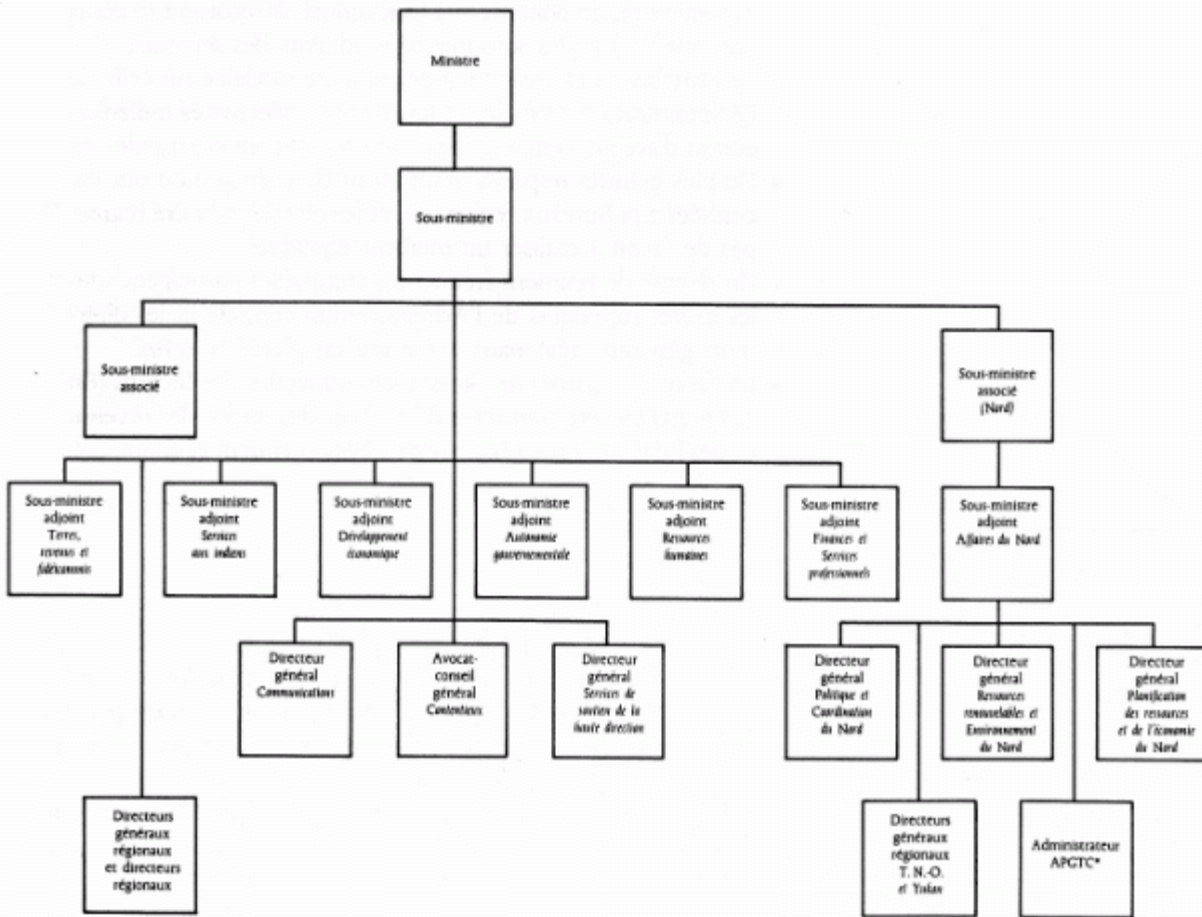 Ministre
Sous-ministre
Sous-ministre
associé
Sous-ministre
associé
(Nord)
Sous-ministre
adjoint
Terres,
revenus et
fidéicommis
Sous-ministre
adjoint
Services
aux indiens
Sous-ministre
adjoint
Développement
économique
Sous-ministre
adjoint
Autonomie
gouvernementale
Sous-ministre
adjoint
Ressources
humaines
Sous-ministre
adjoint
Finances et
Services
professionnels
Sous-ministre
adjoint
Affaires du Nord
Directeur
général
Communications
Avocat-
conseil
général
Contentieux
Directeur
général
Services de
soutien de la
haute direction
Directeur
général
Politique et
Coordination
du Nord
Directeur
général
Ressources
renouvelables et
Environnement
du Nord
Directeur
général
Planification
des ressources
et de l'économie
du Nord
Directeurs
généraux
régionaux
et directeurs
régionaux
Directeurs
généraux
régionaux
T. N.-O.
et Yukon
Administrateur
APGTC*